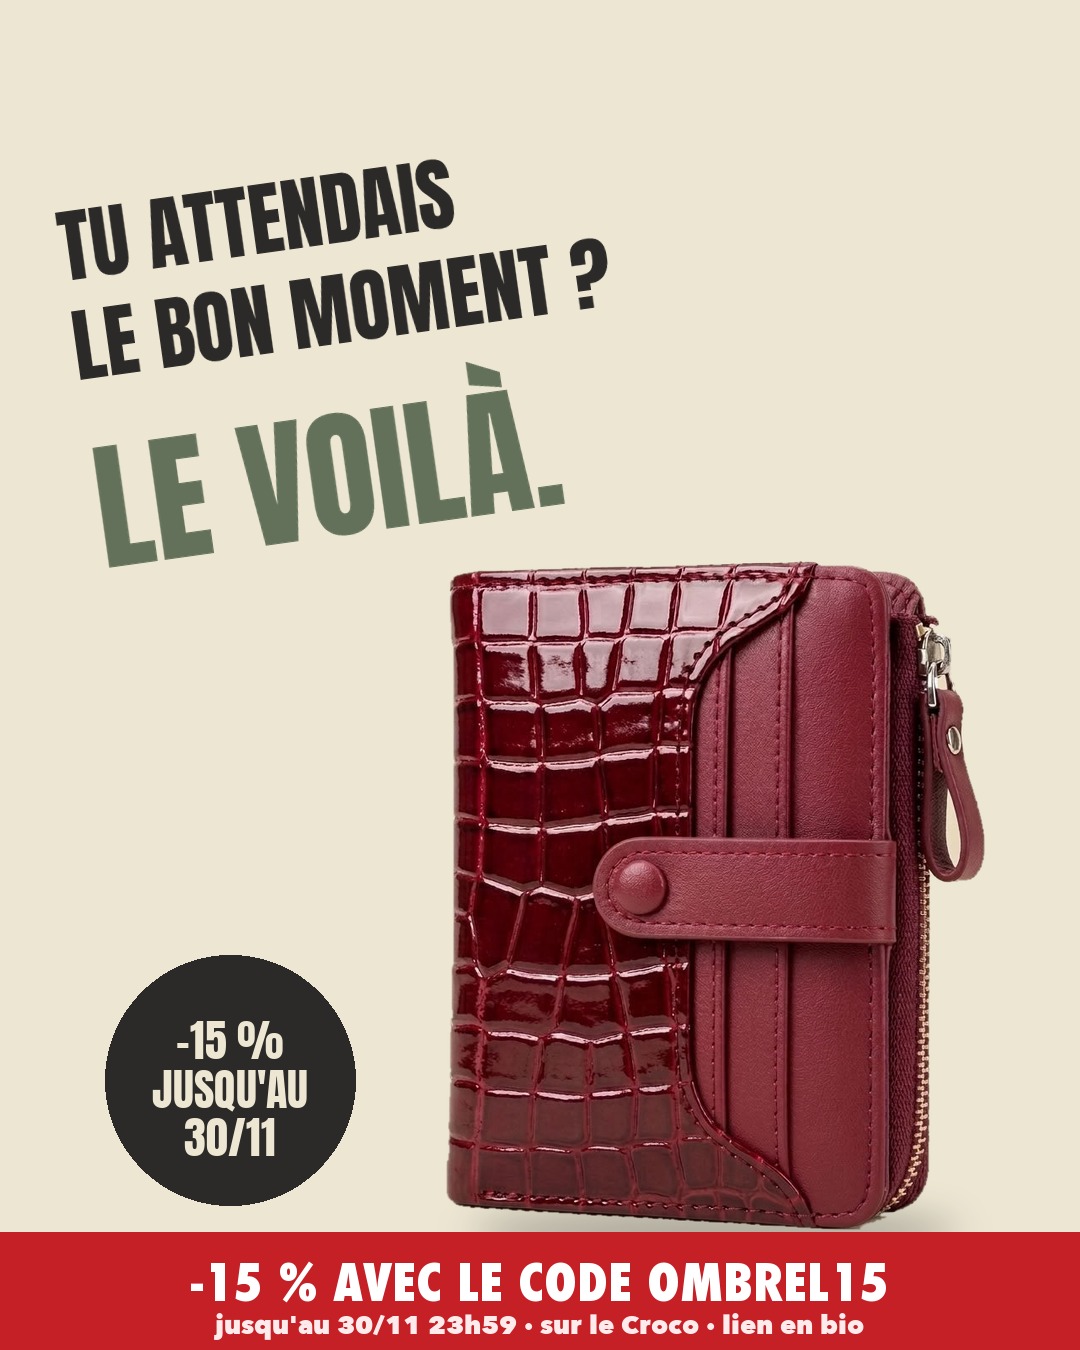 TU ATTENDAIS
LE BON MOMENT ?
LE VOILÀ.
-15 %
JUSQU'AU
30/11
-15 % AVEC LE CODE OMBREL15
jusqu'au 30/11 23h59 · sur le Croco · lien en bio